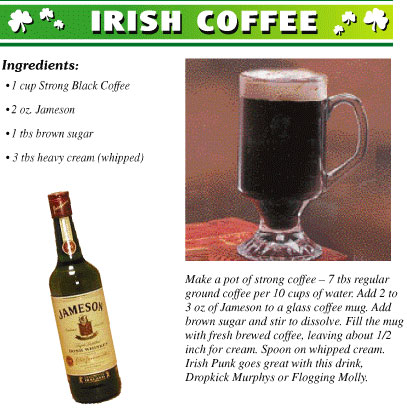 IRISH COFFEE
Ingredients:
•1 cup Strong Black Coffee
•2 oz. Jameson
•1 tbs brown sugar
•3 tbs heavy cream (whipped)
JAMESON
IRISH WHISKEY
Make a pot of strong coffee – 7 tbs regular
ground coffee per 10 cups of water. Add 2 to
3 oz of Jameson to a glass coffee mug. Add
brown sugar and stir to dissolve. Fill the mug
with fresh brewed coffee, leaving about 1/2
inch for cream. Spoon on whipped cream.
Irish Punk goes great with this drink,
Dropkick Murphys or Flogging Molly.